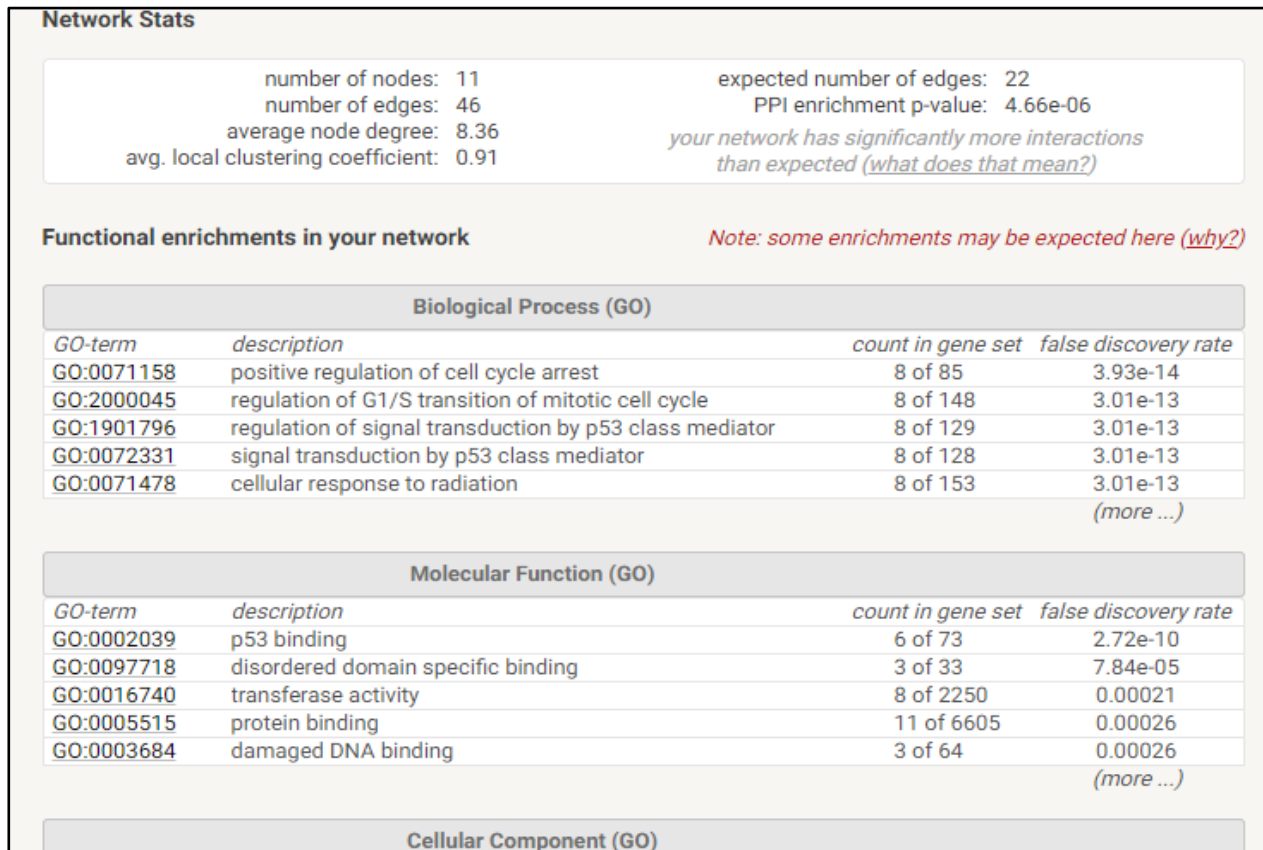 Network Stats
number of nodes: 11
number of edges: 46
average node degree: 8.36
avg. local clustering coefficient: 0.91
expected number of edges: 22
PPI enrichment p-value: 4.66e-06
your network has significantly more interactions
than expected (what does that mean?)
Functional enrichments in your network
Note: some enrichments may be expected here (why?)
Biological Process (GO)
GO-term description count in gene set false discovery rate
GO:0071158 positive regulation of cell cycle arrest 8 of 85 3.93e-14
GO:2000045 regulation of G1/S transition of mitotic cell cycle 8 of 148 3.01e-13
GO:1901796 regulation of signal transduction by p53 class mediator 8 of 129 3.01e-13
GO:0072331 signal transduction by p53 class mediator 8 of 128 3.01e-13
GO:0071478 cellular response to radiation 8 of 153 3.01e-13
(more ...)
Molecular Function (GO)
GO-term description count in gene set false discovery rate
GO:0002039 p53 binding 6 of 73 2.72e-10
GO:0097718 disordered domain specific binding 3 of 33 7.84e-05
GO:0016740 transferase activity 8 of 2250 0.00021
GO:0005515 protein binding 11 of 6605 0.00026
GO:0003684 damaged DNA binding 3 of 64 0.00026
(more ...)
Cellular Component (GO)